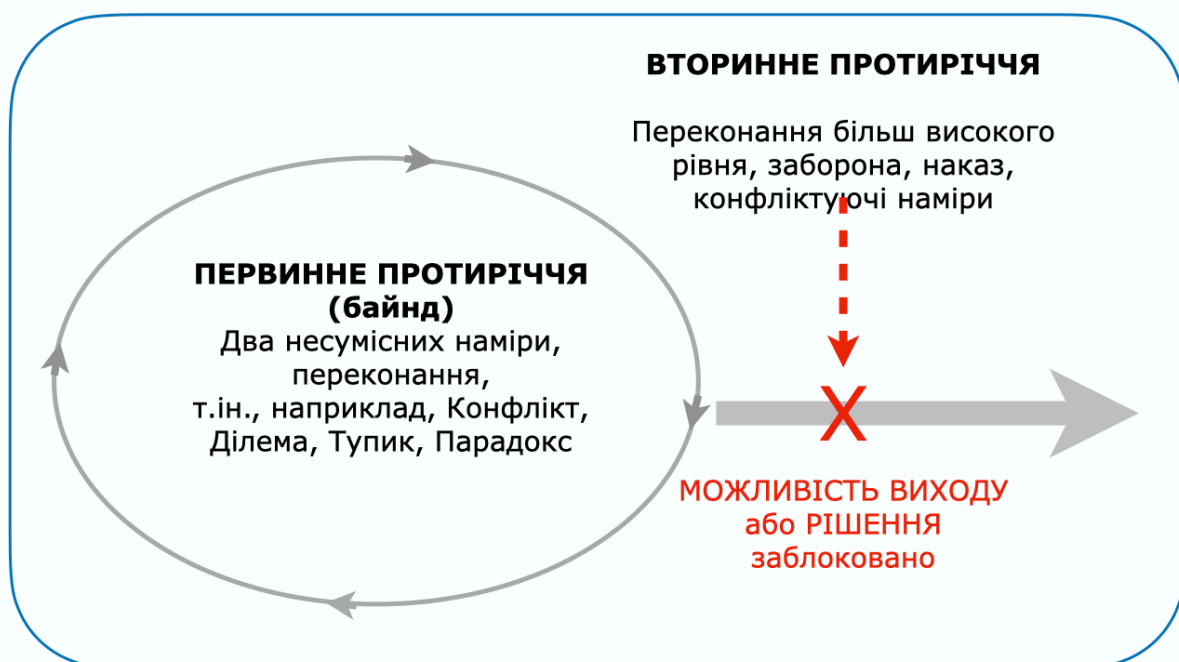 ВТОРИННЕ ПРОТИРІЧЧЯ
Переконання більш високого
рівня, заборона, наказ,
конфліктуючі наміри
ПЕРВИННЕ ПРОТИРІЧЧЯ
(байнд)
Два несумісних наміри,
переконання,
т.ін., наприклад, Конфлікт,
Ділема, Тупик, Парадокс
X
МОЖЛИВІСТЬ ВИХОДУ
або РІШЕННЯ
заблоковано